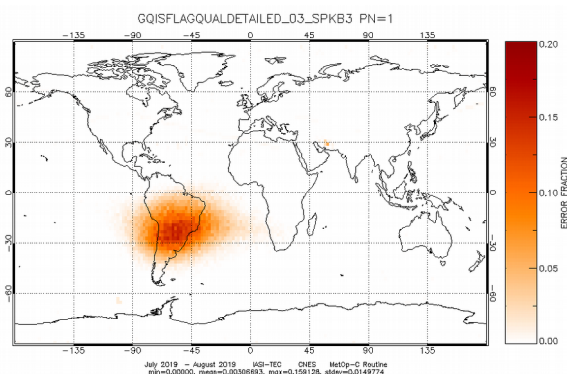 GQISFLAGQUALDETAILED_03_SPKB3 PN=1
-135 -90 -45 0 45 90 135
0.20
60 60
0.15
30 30
0 0
0.10
-30 -30
0.05
-60 -60
0.00
ERROR FRACTION
-135 -90 -45 0 45 90 135
July 2019 - August 2019 IASI-TEC CNES MetOp-C Routine
min=0.00000, mean=0.00306693, max=0.159128, stdev=0.0149774